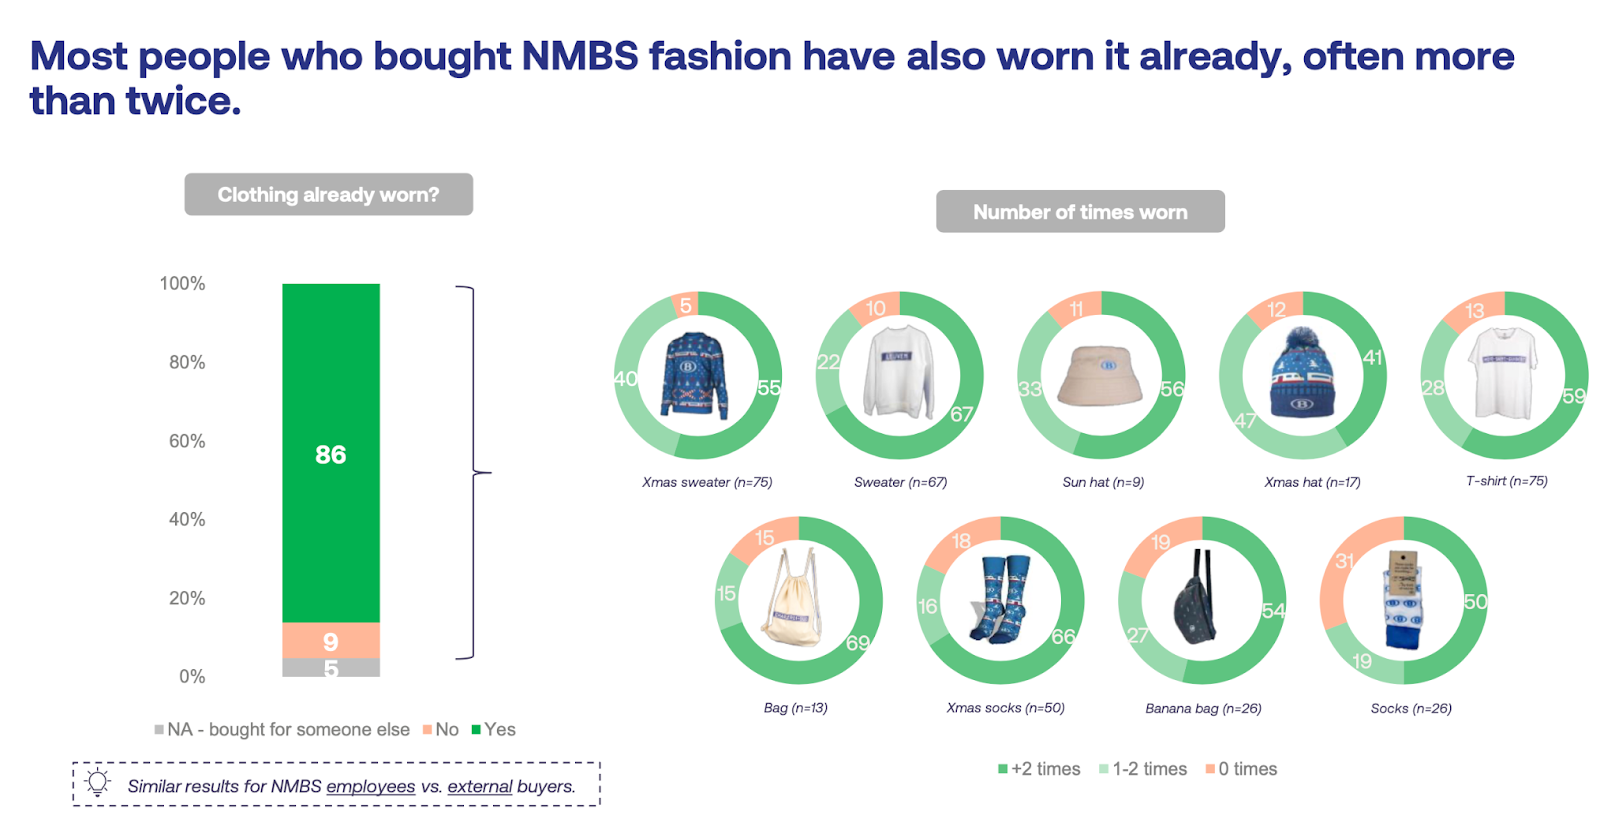 Most people who bought NMBS fashion have also worn it already, often more
than twice.
Clothing already worn?
100%
80%
60%
40%
20%
0%
86
9
5
NA - bought for someone else No Yes
Similar results for NMBS employees vs. external buyers.
Number of times worn
5
40
55
B
Xmas sweater (n=75)
10
22
67
LEUVEN
Sweater (n=67)
11
33
56
B
Sun hat (n=9)
12
41
47
B
Xmas hat (n=17)
13
28
59
T-shirt (n=75)
15
15
69
Bag (n=13)
18
16
66
Xmas socks (n=50)
19
27
54
Banana bag (n=26)
31
19
50
Socks (n=26)
+2 times 1-2 times 0 times